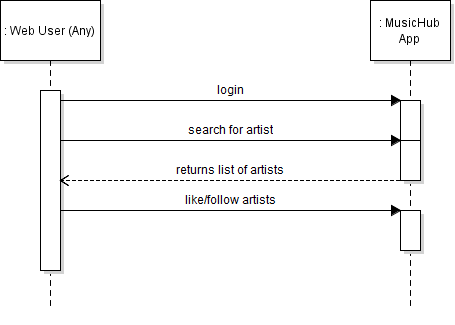 : Web User (Any)
: MusicHub
App
login
search for artist
returns list of artists
like/follow artists